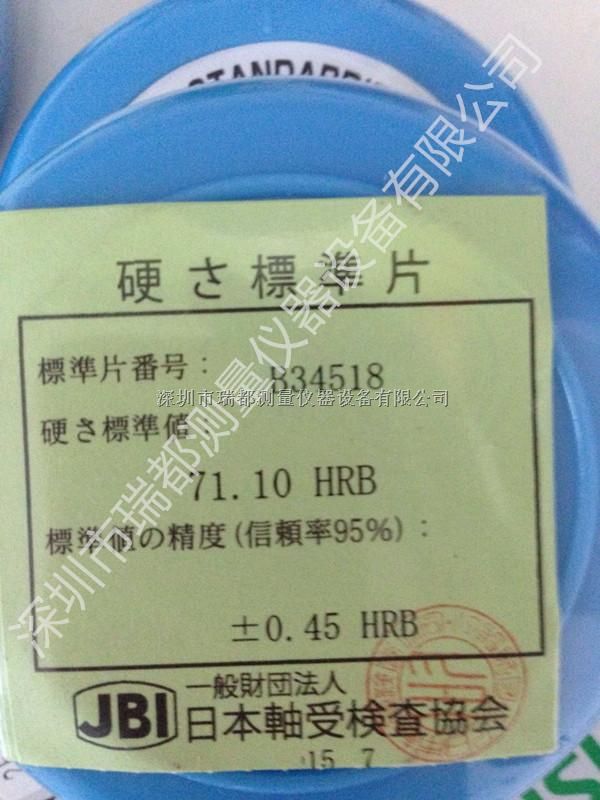 硬さ標準片
標準片番号：
B34518
深圳市瑞都测量仪器设备有限公司
硬さ標準値：
71.10 HRB
標準値の精度(信頼率95%)：
±0.45 HRB
JBI
一般財団法人
日本軸受検査協会
15 7
深圳市瑞都测量仪器设备有限公司